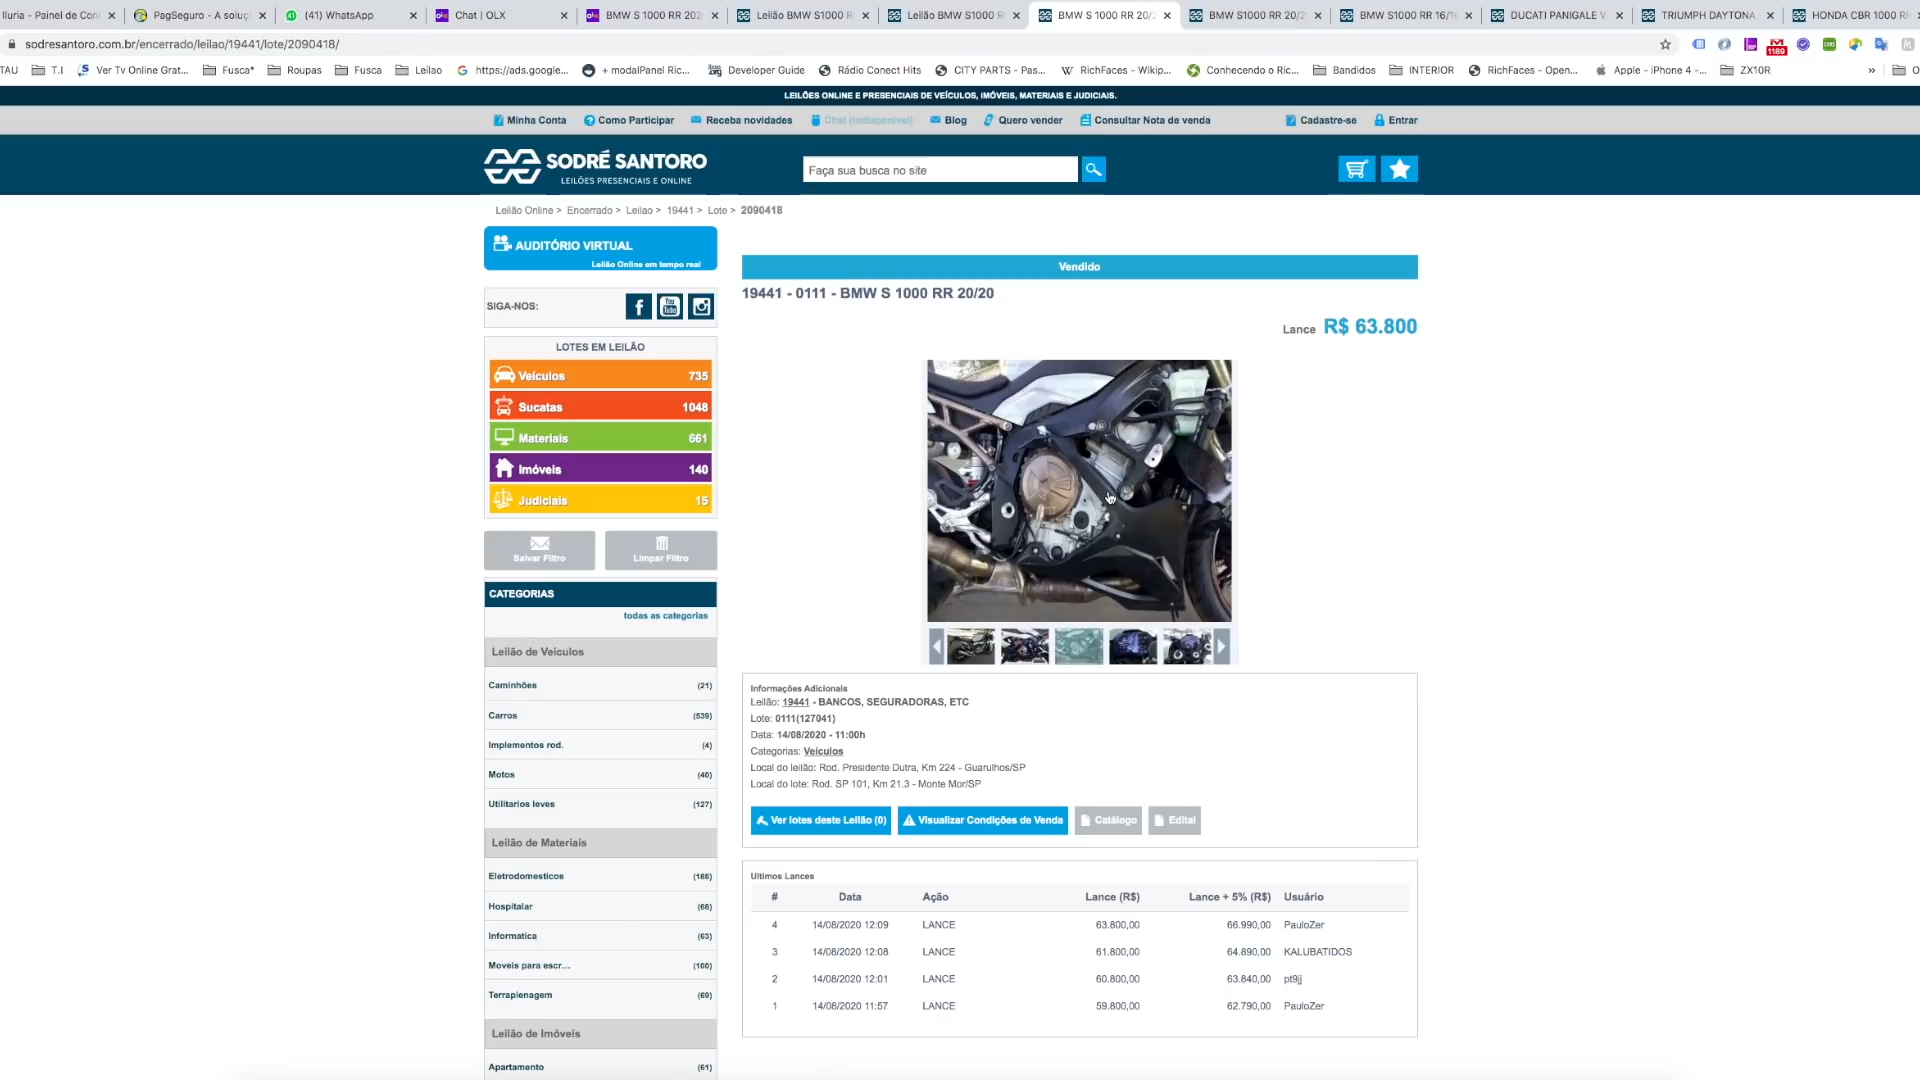 lluria - Painel de Con
PagSeguro - A soluç
(41) WhatsApp
Chat | OLX
BMW S 1000 RR 202
Leilão BMW S1000 R
Leilão BMW S1000 R
BMW S 1000 RR 20/2
BMW S1000 RR 20/2
BMW S1000 RR 16/1
DUCATI PANIGALE V
TRIUMPH DAYTONA
HONDA CBR 1000 R
sodresantoro.com.br/encerrado/leilao/19441/lote/2090418/
1189
TAU
T.I
Ver Tv Online Grat...
Fusca*
Roupas
Fusca
Leilao
https://ads.google...
+ modalPanel Ric...
Developer Guide
Rádio Conect Hits
CITY PARTS - Pas...
RichFaces - Wikip...
Conhecendo o Ric...
Bandidos
INTERIOR
RichFaces - Open...
Apple - iPhone 4 -...
ZX10R
»
LEILÕES ONLINE E PRESENCIAIS DE VEÍCULOS, IMÓVEIS, MATERIAIS E JUDICIAIS.
Minha Conta
Como Participar
Receba novidades
Chat (Indisponível)
Blog
Quero vender
Consultar Nota de venda
Cadastre-se
Entrar
SODRÉ SANTORO
LEILÕES PRESENCIAIS E ONLINE
Faça sua busca no site
Leilão Online > Encerrado > Leilao > 19441 > Lote > 2090418
AUDITÓRIO VIRTUAL
Leilão Online em tempo real
SIGA-NOS:
LOTES EM LEILÃO
Veículos 735
Sucatas 1048
Materiais 661
Imóveis 140
Judiciais 15
Salvar Filtro
Limpar Filtro
CATEGORIAS
todas as categorias
Leilão de Veículos
Caminhões (21)
Carros (539)
Implementos rod. (4)
Motos (40)
Utilitarios leves (127)
Leilão de Materiais
Eletrodomesticos (188)
Hospitalar (68)
Informatica (63)
Moveis para escr... (100)
Terraplenagem (69)
Leilão de Imóveis
Apartamento (61)
Vendido
19441 - 0111 - BMW S 1000 RR 20/20
Lance R$ 63.800
Informações Adicionais
Leilão: 19441 - BANCOS, SEGURADORAS, ETC
Lote: 0111(127041)
Data: 14/08/2020 - 11:00h
Categorias: Veículos
Local do leilão: Rod. Presidente Dutra, Km 224 - Guarulhos/SP
Local do lote: Rod. SP 101, Km 21.3 - Monte Mor/SP
Ver lotes deste Leilão (0)
Visualizar Condições de Venda
Catálogo
Edital
Ultimos Lances
# Data Ação Lance (R$) Lance + 5% (R$) Usuário
4 14/08/2020 12:09 LANCE 63.800,00 66.990,00 PauloZer
3 14/08/2020 12:08 LANCE 61.800,00 64.890,00 KALUBATIDOS
2 14/08/2020 12:01 LANCE 60.800,00 63.840,00 pt9jj
1 14/08/2020 11:57 LANCE 59.800,00 62.790,00 PauloZer